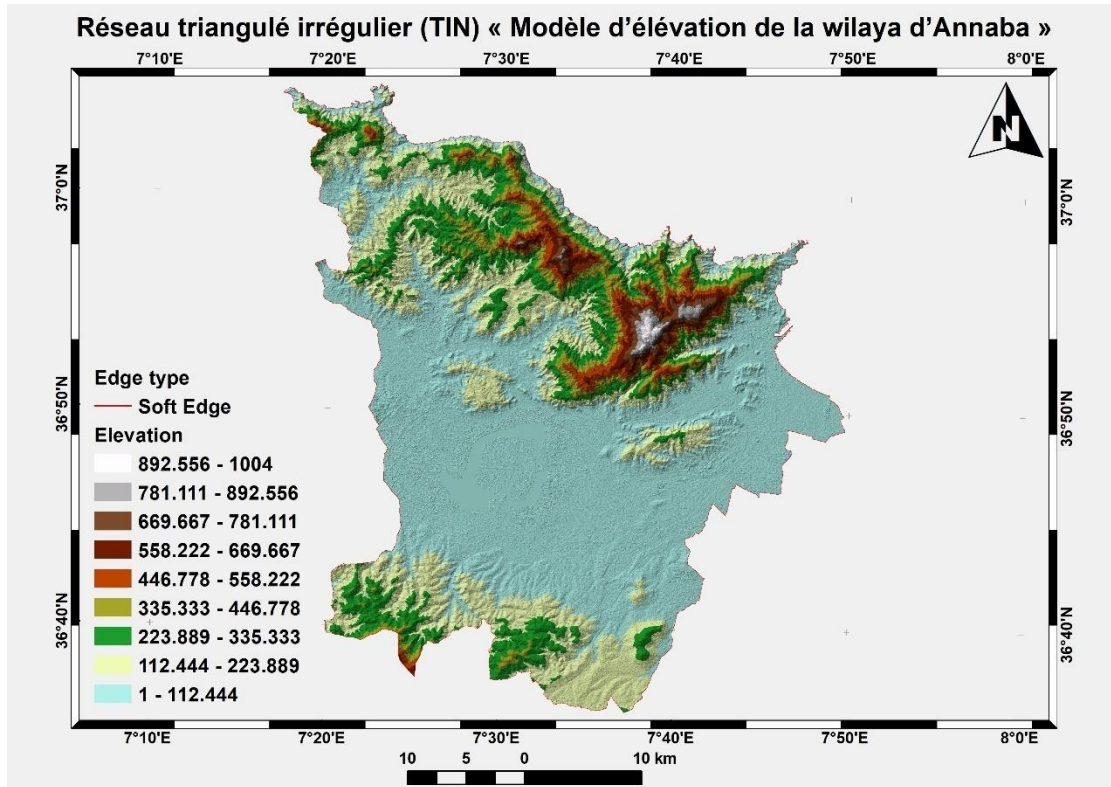 Réseau triangulé irrégulier (TIN) « Modèle d’élévation de la wilaya d’Annaba »
7°10'E 7°20'E 7°30'E 7°40'E 7°50'E 8°0'E
N
37°0'N 37°0'N
36°50'N 36°50'N
36°40'N 36°40'N
Edge type
Soft Edge
Elevation
892.556 - 1004
781.111 - 892.556
669.667 - 781.111
558.222 - 669.667
446.778 - 558.222
335.333 - 446.778
223.889 - 335.333
112.444 - 223.889
1 - 112.444
7°10'E 7°20'E 7°30'E 7°40'E 7°50'E 8°0'E
10 5 0 10 km